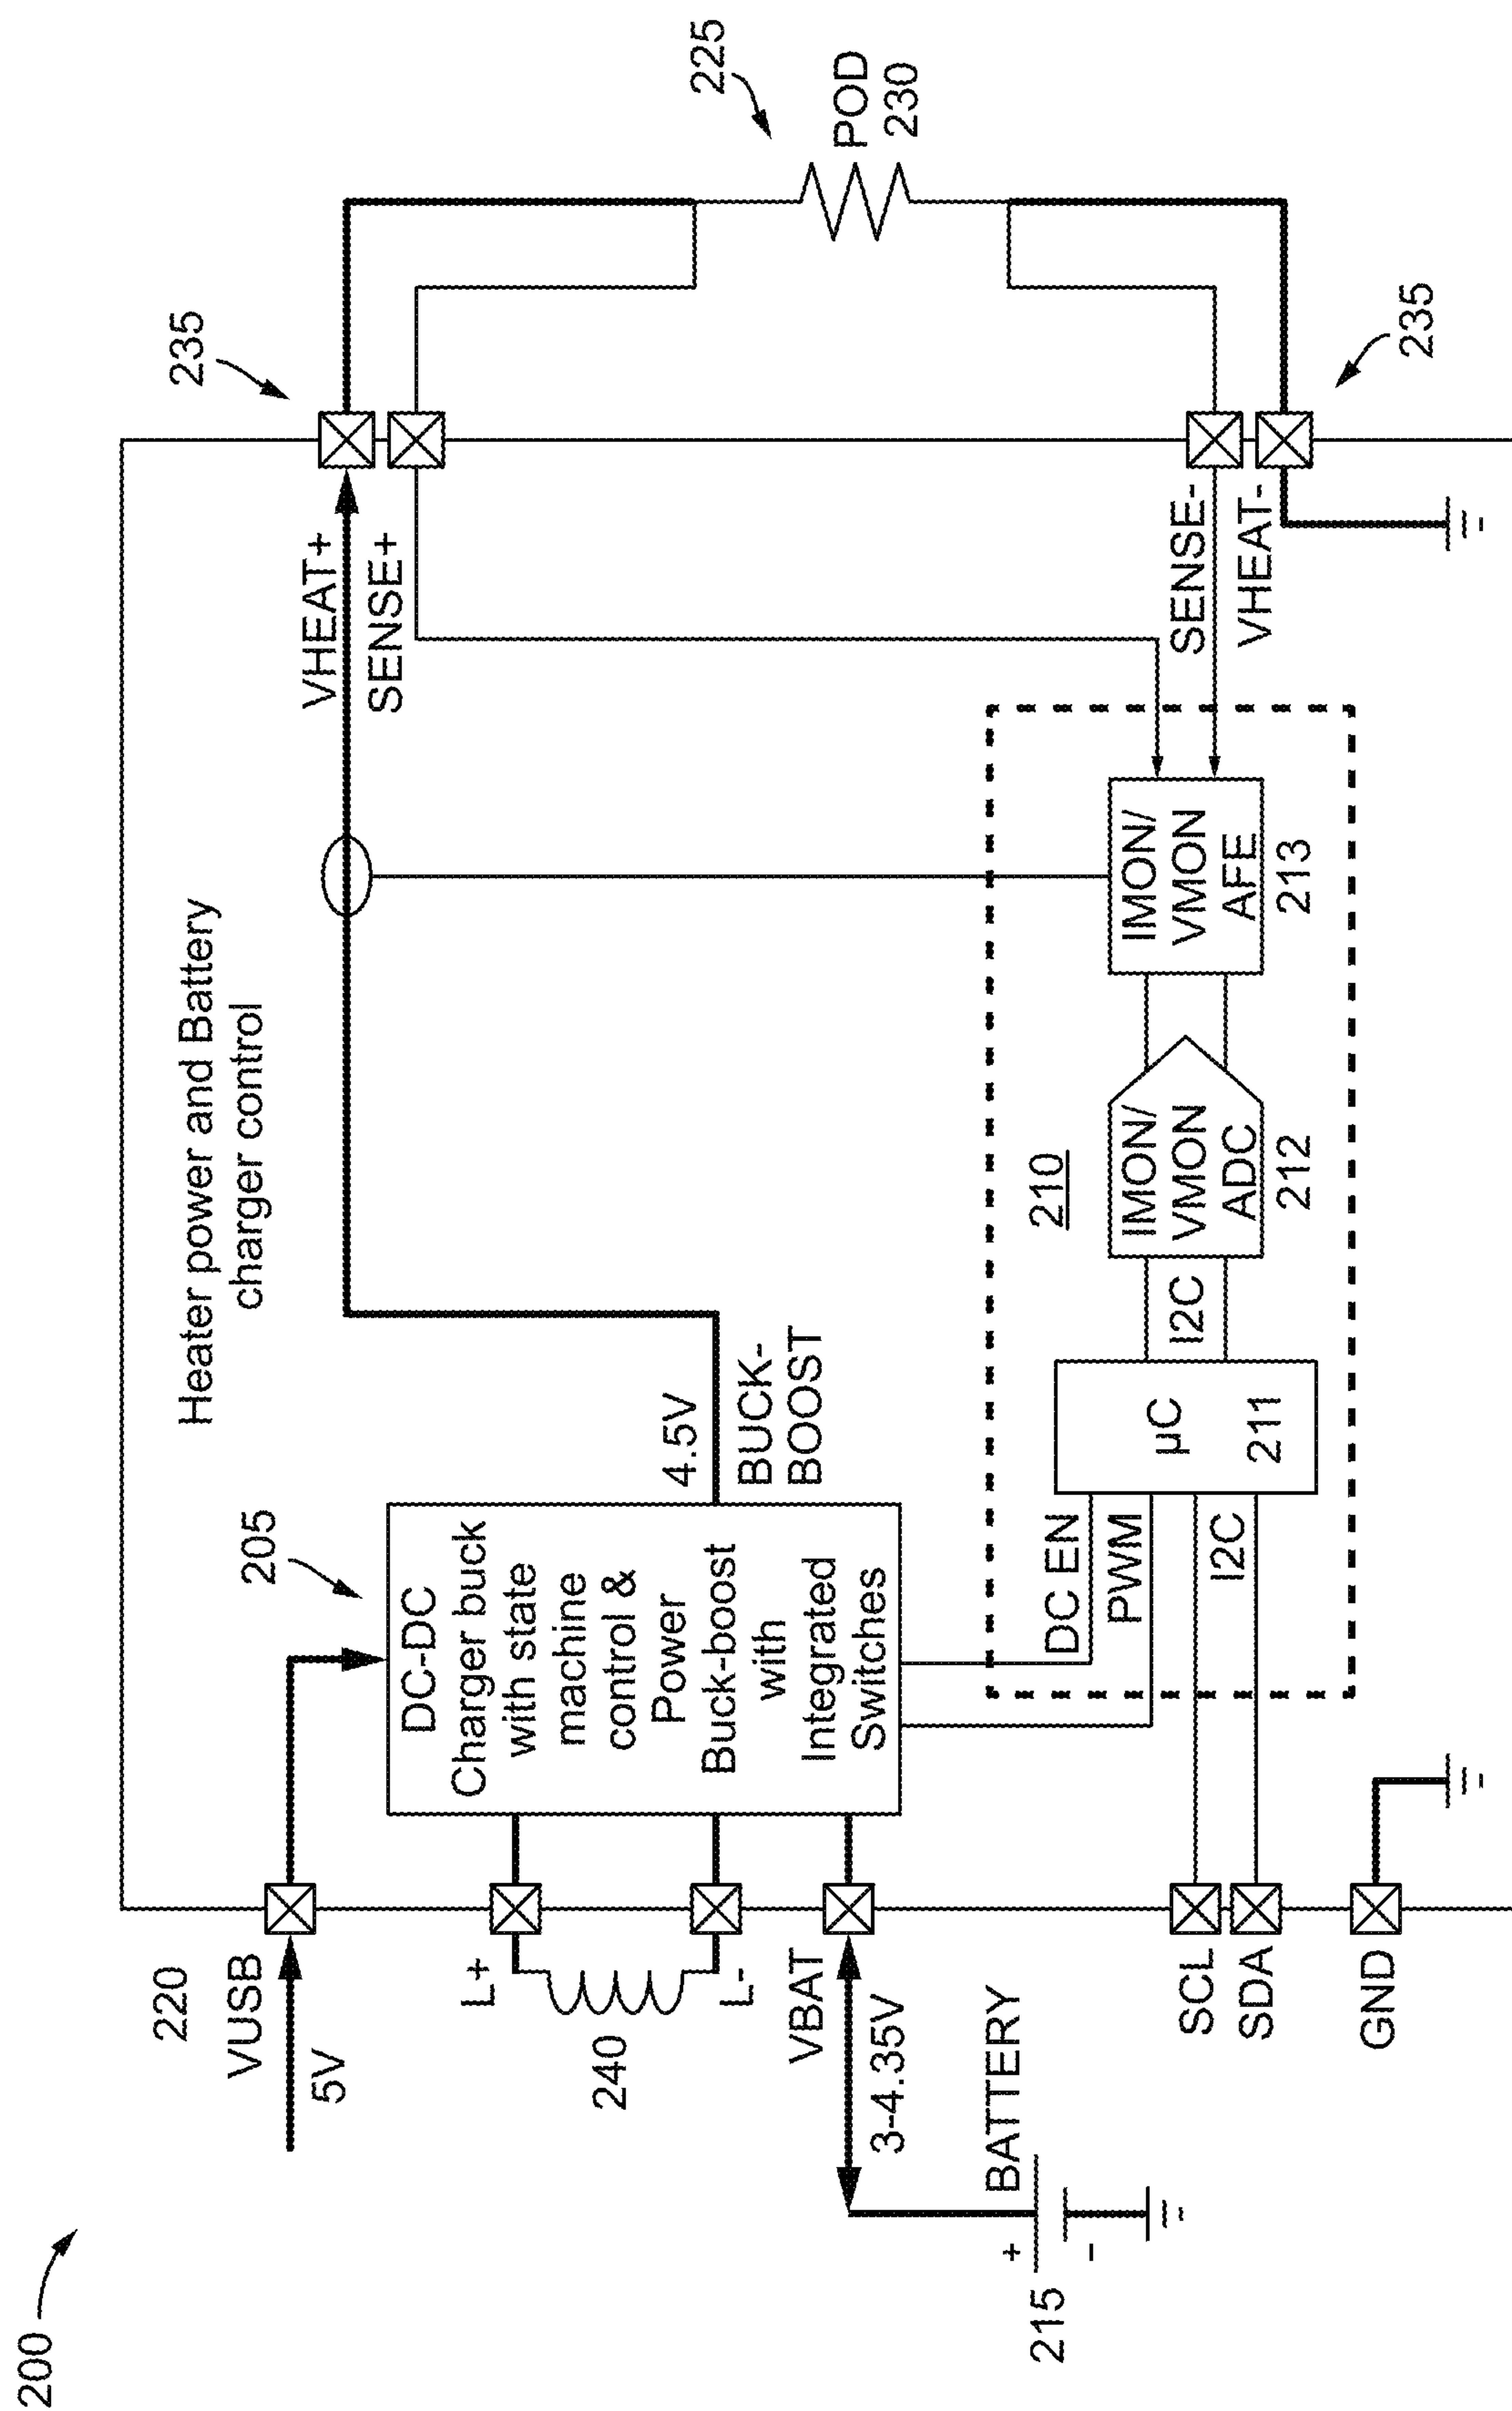 200
Heater power and Battery
charger control
220
VUSB
5V
205
DC-DC
Charger buck
with state
machine
control &
Power
Buck-boost
with
Integrated
Switches
L+
240
L-
4.5V
BUCK-
BOOST
VHEAT+
SENSE+
235
225
POD
230
VBAT
3-4.35V
BATTERY
+
-
215
210
DC EN
PWM
I2C
µC
211
I2C
IMON/
VMON
ADC
212
IMON/
VMON
AFE
213
SENSE-
VHEAT-
235
SCL
SDA
GND